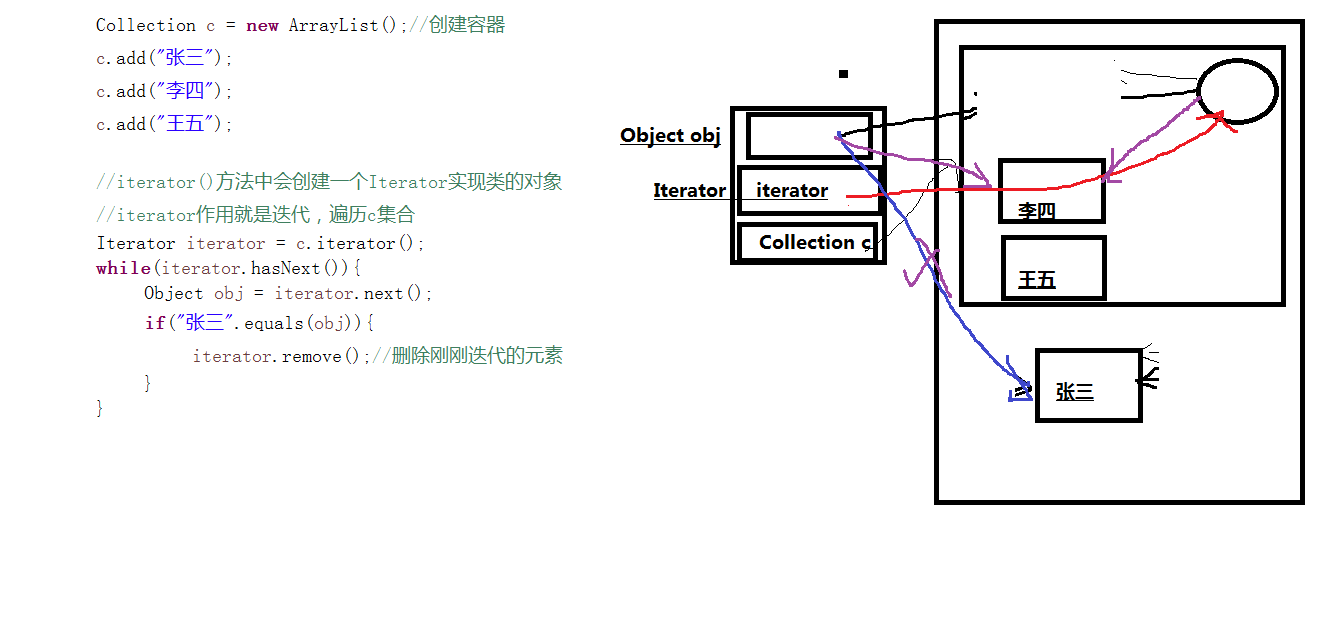 Collection c = new ArrayList();//创建容器
c.add("张三");
c.add("李四");
c.add("王五");
//iterator()方法中会创建一个Iterator实现类的对象
//iterator作用就是迭代，遍历c集合
Iterator iterator = c.iterator();
while(iterator.hasNext()){
Object obj = iterator.next();
if("张三".equals(obj)){
iterator.remove();//删除刚刚迭代的元素
}
}
Object obj
Iterator iterator
Collection c
李四
王五
张三